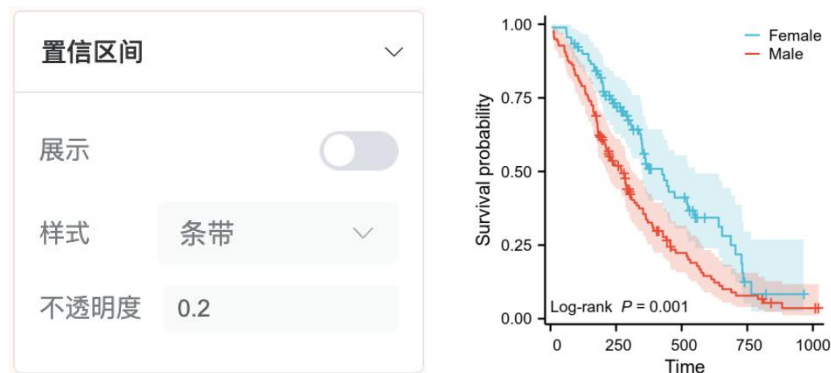 置信区间
展示
样式 条带
不透明度 0.2
Survival probability
1.00
0.75
0.50
0.25
0.00
Female
Male
Log-rank P = 0.001
0 250 500 750 1000
Time